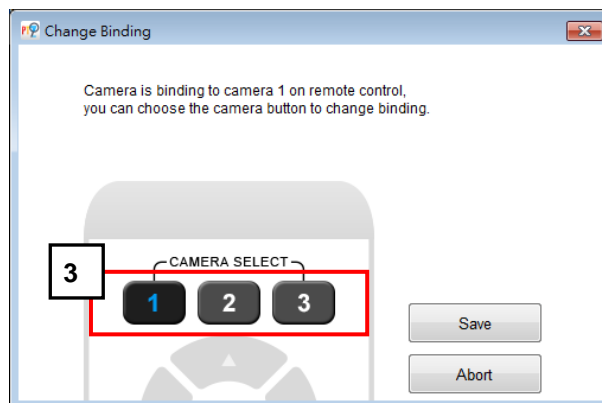 Change Binding
Camera is binding to camera 1 on remote control,
you can choose the camera button to change binding.
3
CAMERA SELECT
1 2 3
Save
Abort